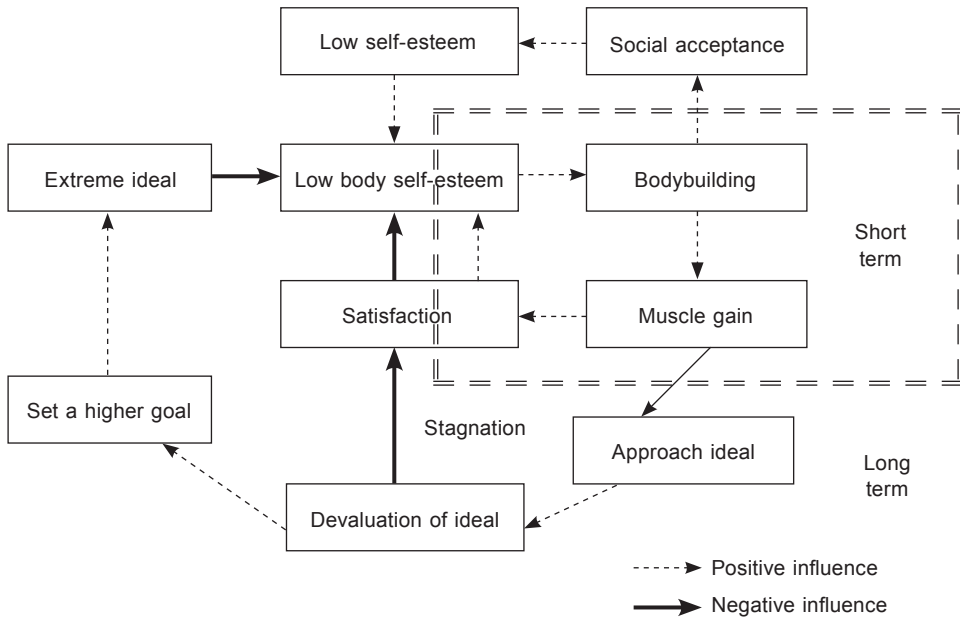 Low self-esteem
Social acceptance
Extreme ideal
Low body self-esteem
Bodybuilding
Short
term
Satisfaction
Muscle gain
Set a higher goal
Stagnation
Approach ideal
Long
term
Devaluation of ideal
Positive influence
Negative influence